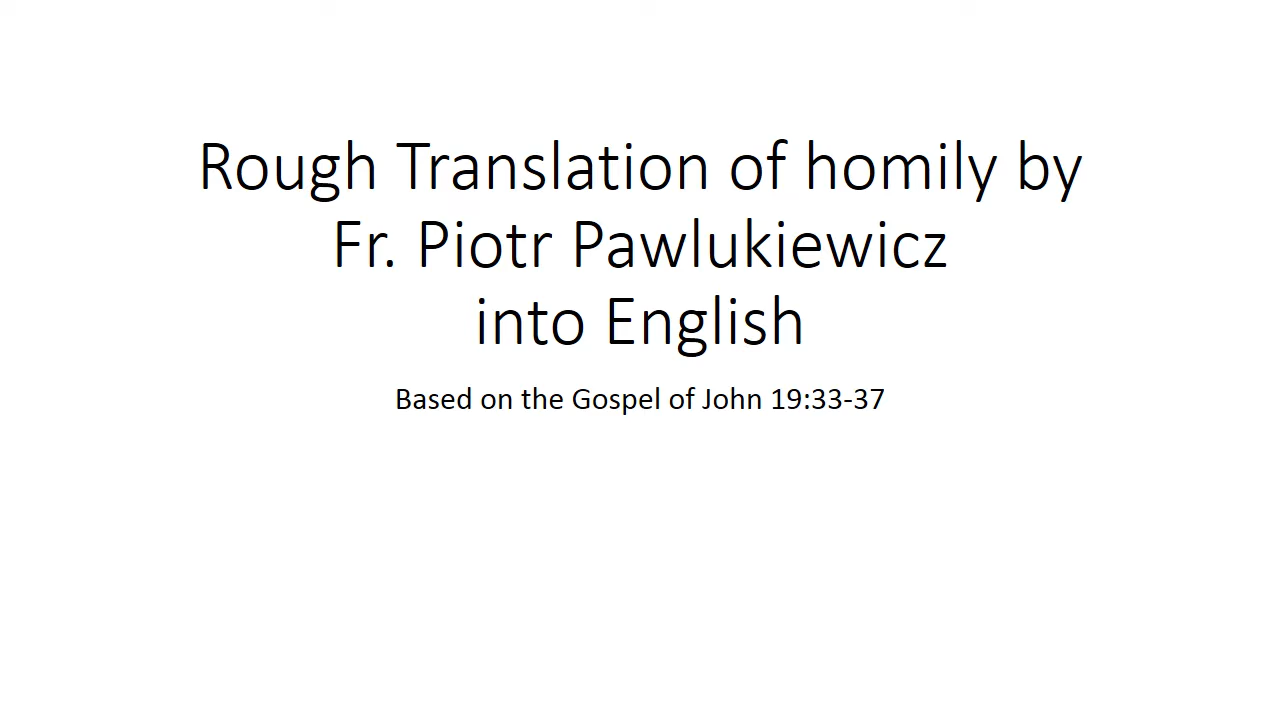 Rough Translation of homily by
Fr. Piotr Pawlukiewicz
into English
Based on the Gospel of John 19:33-37